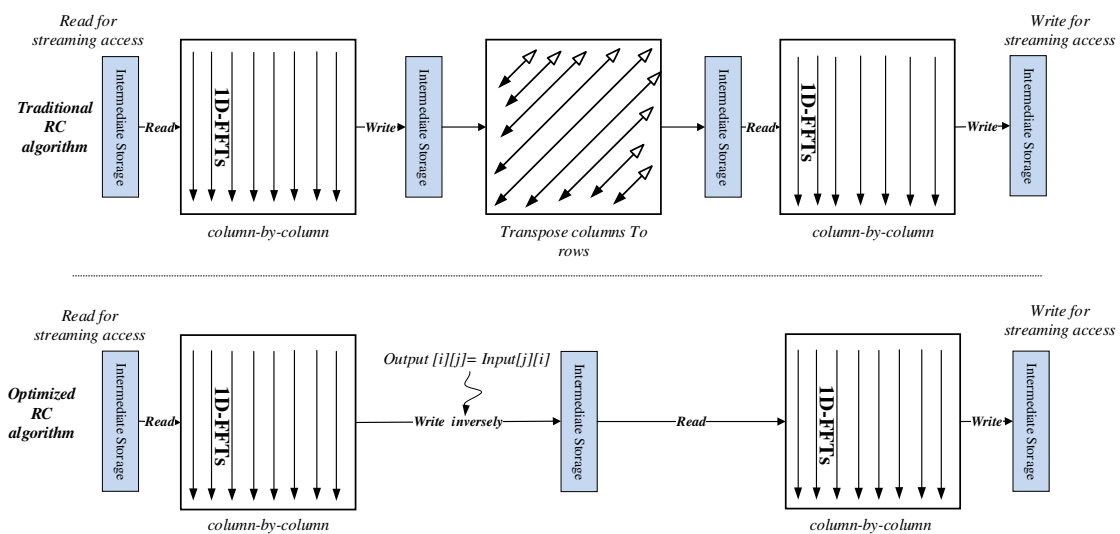 Read for
streaming access
Write for
streaming access
Traditional
RC
algorithm
Intermediate Storage
Read
1D-FFTs
Write
Intermediate Storage
Intermediate Storage
Read
1D-FFTs
Write
Intermediate Storage
column-by-column
Transpose columns To
rows
column-by-column
Read for
streaming access
Write for
streaming access
Optimized
RC
algorithm
Intermediate Storage
Read
1D-FFTs
Output [i][j]= Input[j][i]
Write inversely
Intermediate Storage
Read
1D-FFTs
Write
Intermediate Storage
column-by-column
column-by-column